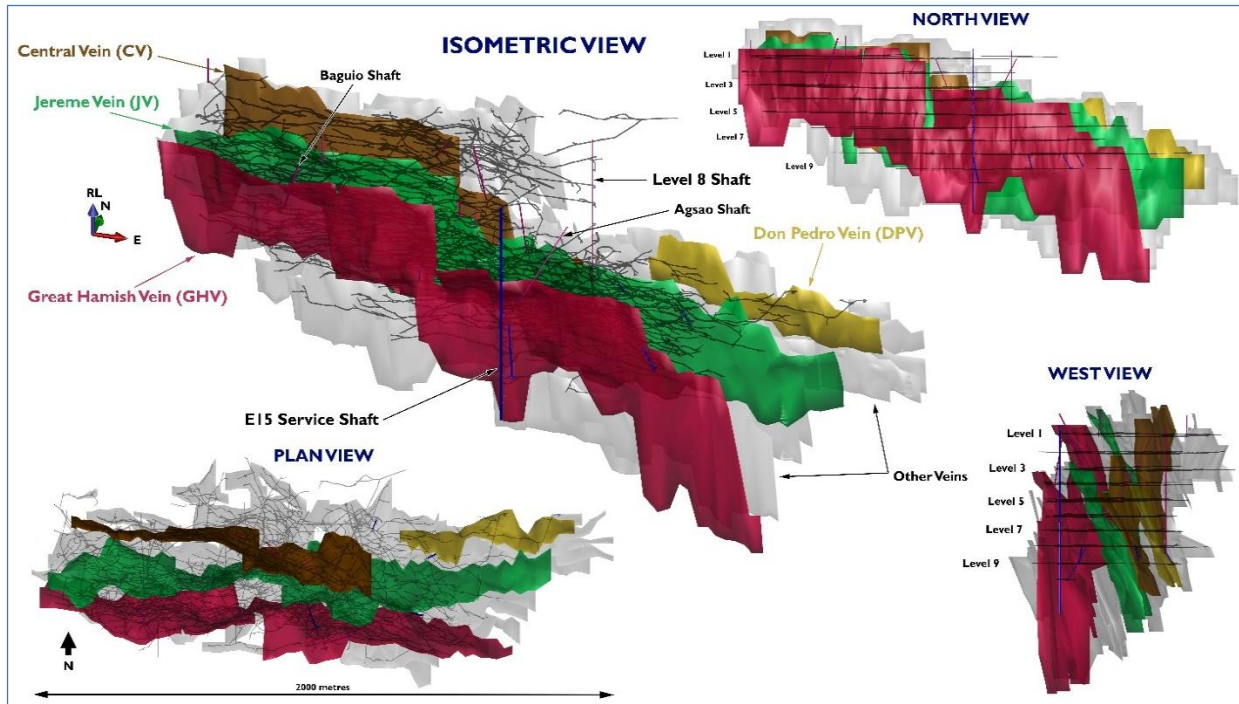 ISOMETRIC VIEW
Central Vein (CV)
Baguio Shaft
Jereme Vein (JV)
Level 8 Shaft
Agsao Shaft
Don Pedro Vein (DPV)
RL
N
E
Great Hamish Vein (GHV)
E15 Service Shaft
Other Veins
NORTH VIEW
Level 1
Level 3
Level 5
Level 7
Level 9
PLAN VIEW
N
2000 metres
WEST VIEW
Level 1
Level 3
Level 5
Level 7
Level 9